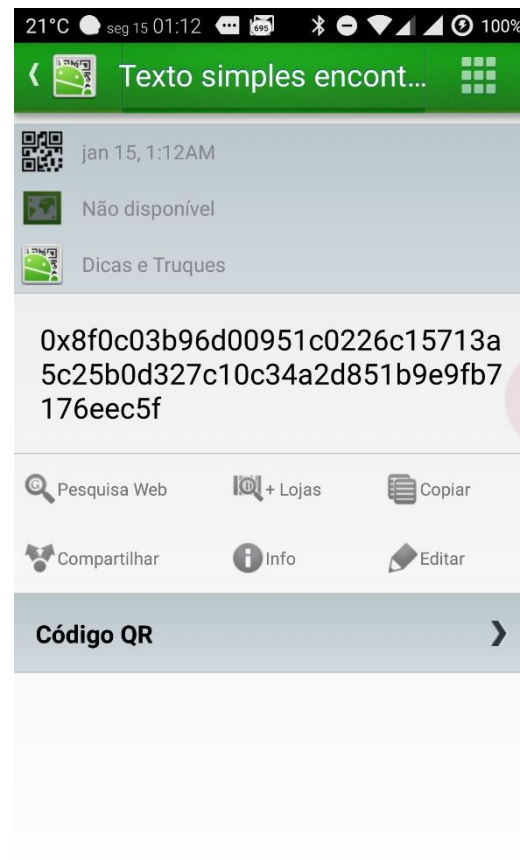 21°C seg 15 01:12 695 100%
Texto simples encont...
jan 15, 1:12AM
Não disponível
Dicas e Truques
0x8f0c03b96d00951c0226c15713a
5c25b0d327c10c34a2d851b9e9fb7
176eec5f
Pesquisa Web + Lojas Copiar
Compartilhar Info Editar
Código QR